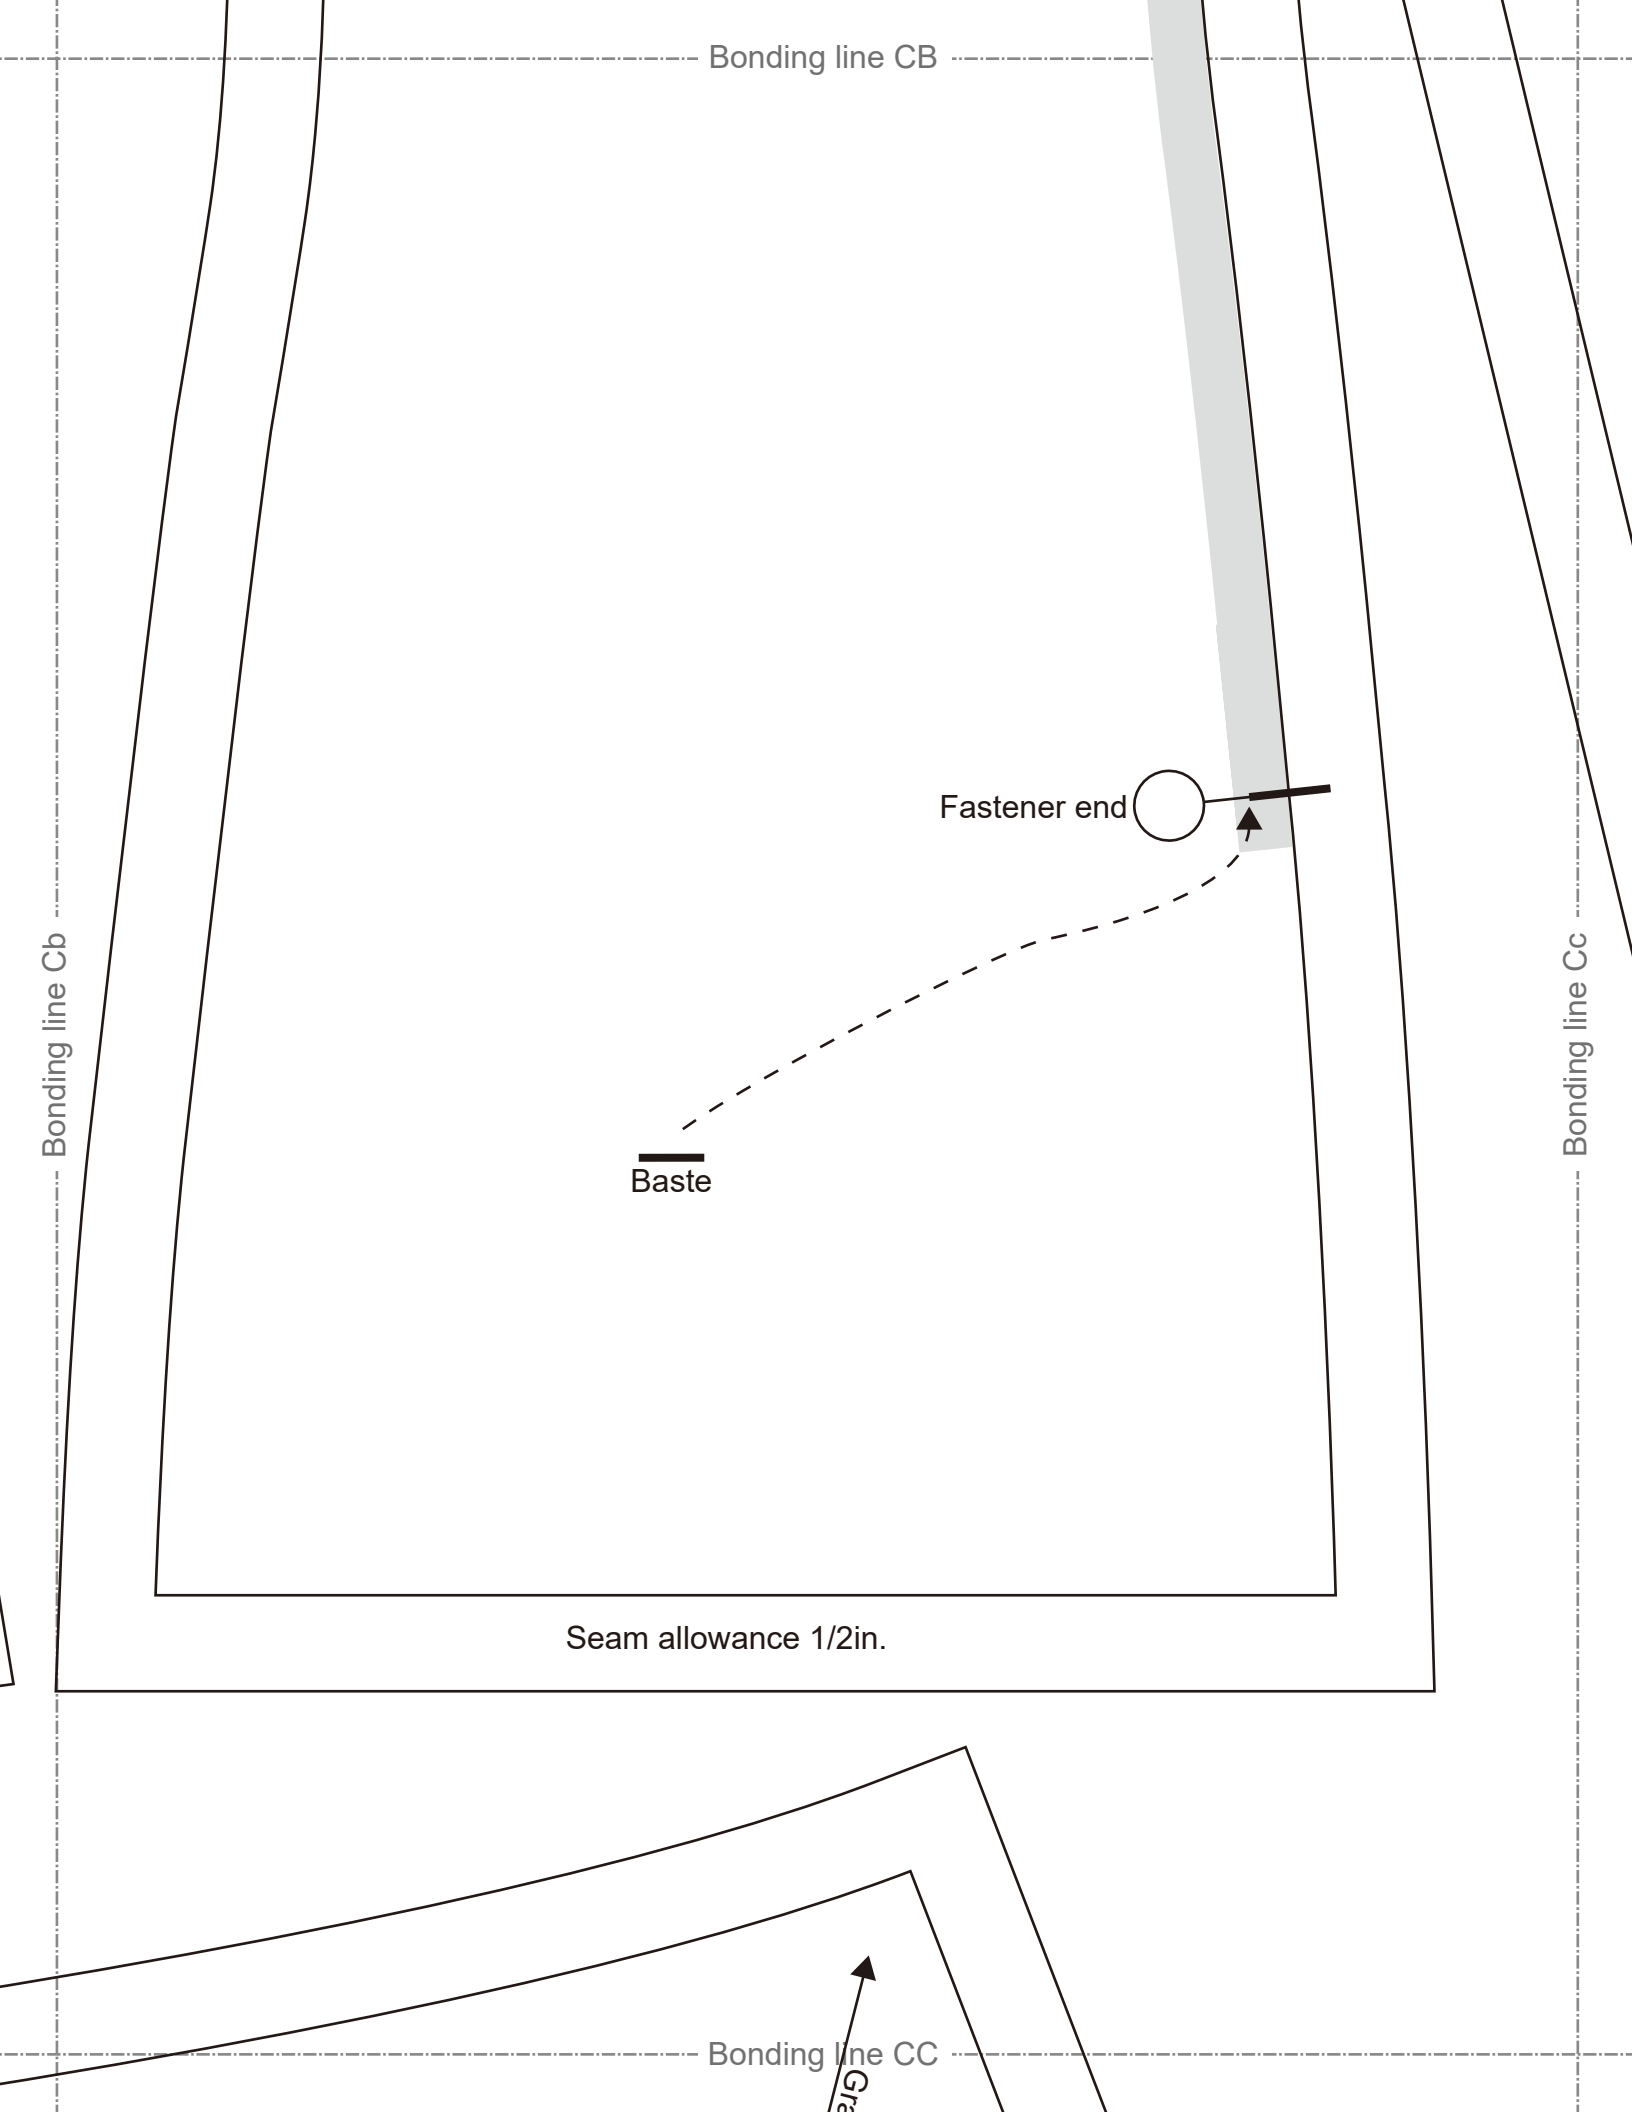 Bonding line CB
Fastener end
Bonding line Cb
Bonding line Cc
Baste
Seam allowance 1/2in.
Bonding line CC